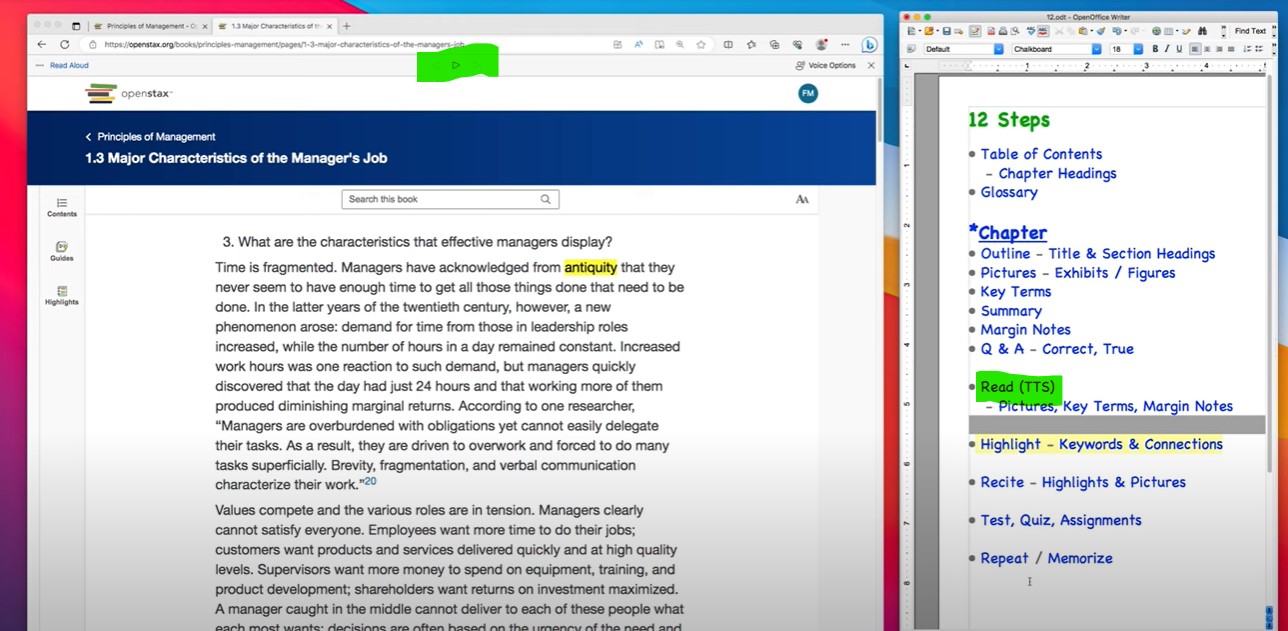 Principles of Management - O
1.3 Major Characteristics of th
https://openstax.org/books/principles-management/pages/1-3-major-characteristics-of-the-managers-job
Read Aloud
Voice Options
openstax™
FM
Principles of Management
1.3 Major Characteristics of the Manager's Job
Search this book
AA
Contents
Guides
Highlights
3. What are the characteristics that effective managers display?
Time is fragmented. Managers have acknowledged from antiquity that they
never seem to have enough time to get all those things done that need to be
done. In the latter years of the twentieth century, however, a new
phenomenon arose: demand for time from those in leadership roles
increased, while the number of hours in a day remained constant. Increased
work hours was one reaction to such demand, but managers quickly
discovered that the day had just 24 hours and that working more of them
produced diminishing marginal returns. According to one researcher,
“Managers are overburdened with obligations yet cannot easily delegate
their tasks. As a result, they are driven to overwork and forced to do many
tasks superficially. Brevity, fragmentation, and verbal communication
characterize their work.”20
Values compete and the various roles are in tension. Managers clearly
cannot satisfy everyone. Employees want more time to do their jobs;
customers want products and services delivered quickly and at high quality
levels. Supervisors want more money to spend on equipment, training, and
product development; shareholders want returns on investment maximized.
A manager caught in the middle cannot deliver to each of these people what
each most wants; decisions are often based on the urgency of the need and
12.odt - OpenOffice Writer
Find Text
Default
Chalkboard
18
B I U
1 2 3 4
1
2
3
4
5
6
7
8
12 Steps
• Table of Contents
– Chapter Headings
• Glossary
*Chapter
• Outline – Title & Section Headings
• Pictures – Exhibits / Figures
• Key Terms
• Summary
• Margin Notes
• Q & A – Correct, True
• Read (TTS)
– Pictures, Key Terms, Margin Notes
• Highlight – Keywords & Connections
• Recite – Highlights & Pictures
• Test, Quiz, Assignments
• Repeat / Memorize